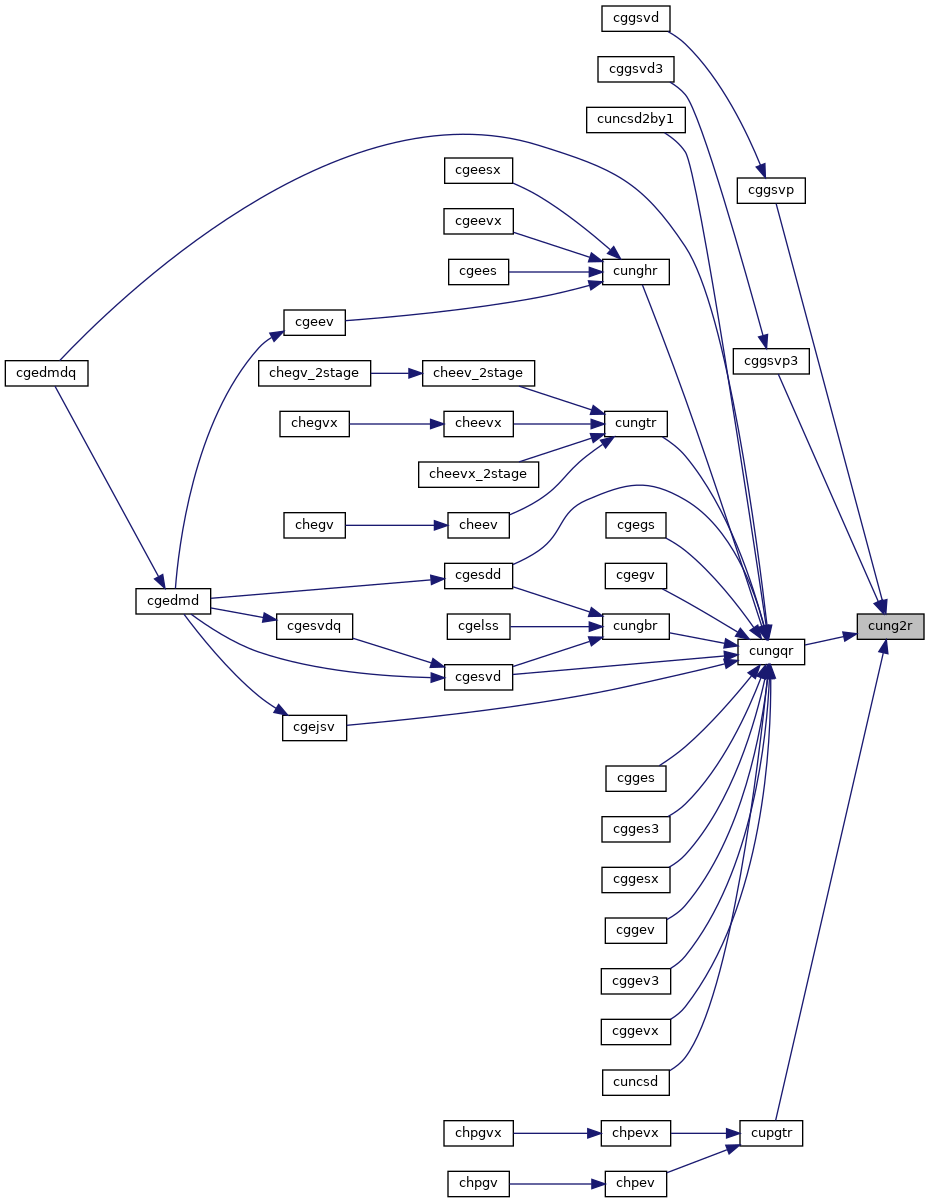 cggsvd
cggsvd3
cuncsd2by1
cgeesx
cggsvp
cgeevx
cgees
cunghr
cgeev
cggsvp3
cgedmdq
chegv_2stage
cheev_2stage
chegvx
cheevx
cungtr
cheevx_2stage
chegv
cheev
cgegs
cgesdd
cgegv
cgedmd
cgesvdq
cgelss
cungbr
cung2r
cungqr
cgesvd
cgejsv
cgges
cgges3
cggesx
cggev
cggev3
cggevx
cuncsd
chpgvx
chpevx
cupgtr
chpgv
chpev